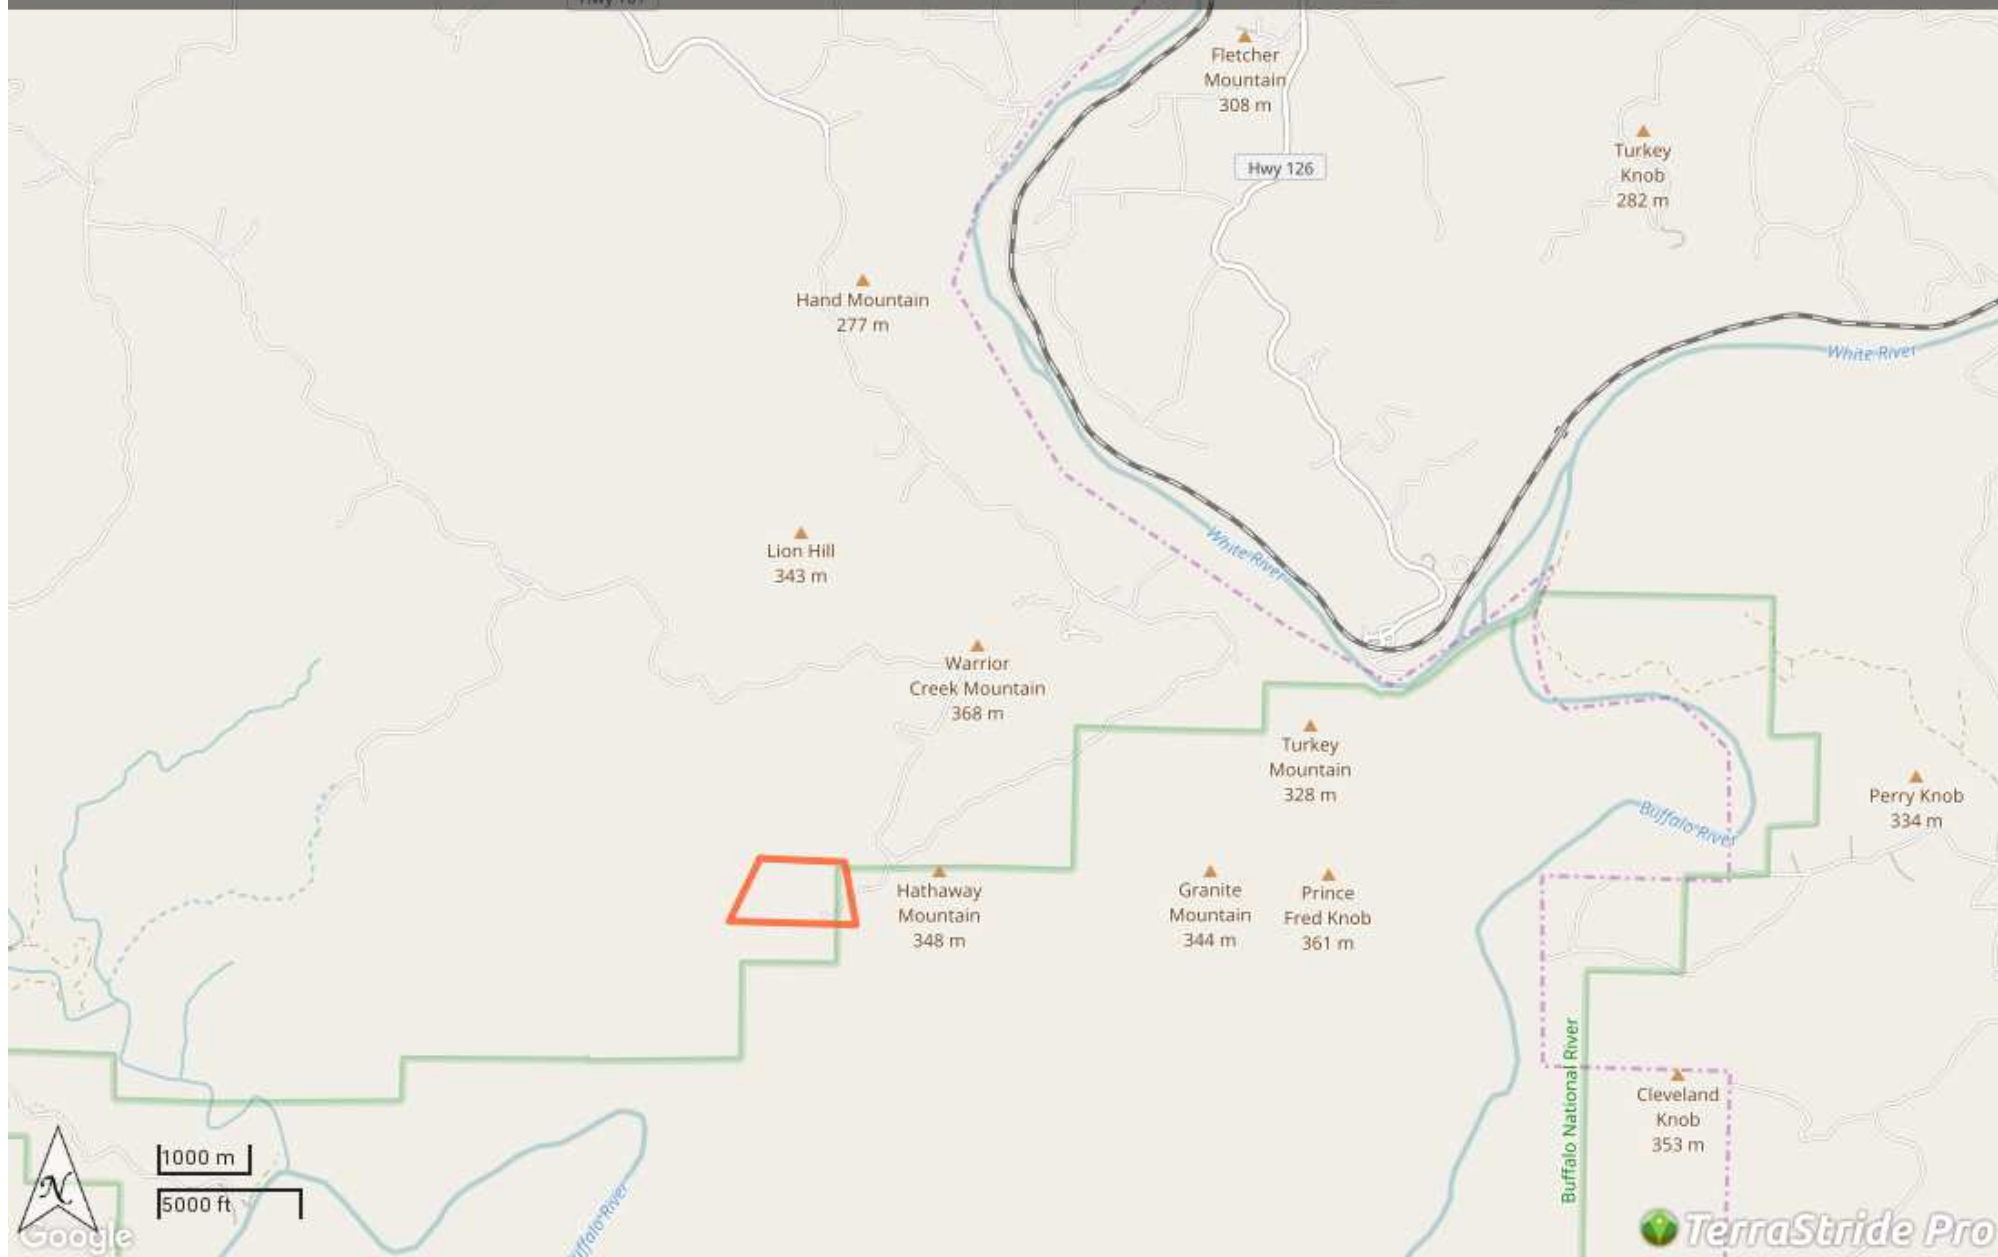 Fletcher
Mountain
308 m
Hwy 126
Turkey
Knob
282 m
Hand Mountain
277 m
White River
Lion Hill
343 m
White River
Warrior
Creek Mountain
368 m
Turkey
Mountain
328 m
Perry Knob
334 m
Buffalo River
Hathaway
Mountain
348 m
Granite
Mountain
344 m
Prince
Fred Knob
361 m
Buffalo National River
Cleveland
Knob
353 m
1000 m
N
5000 ft
Google
TerraStride Pro